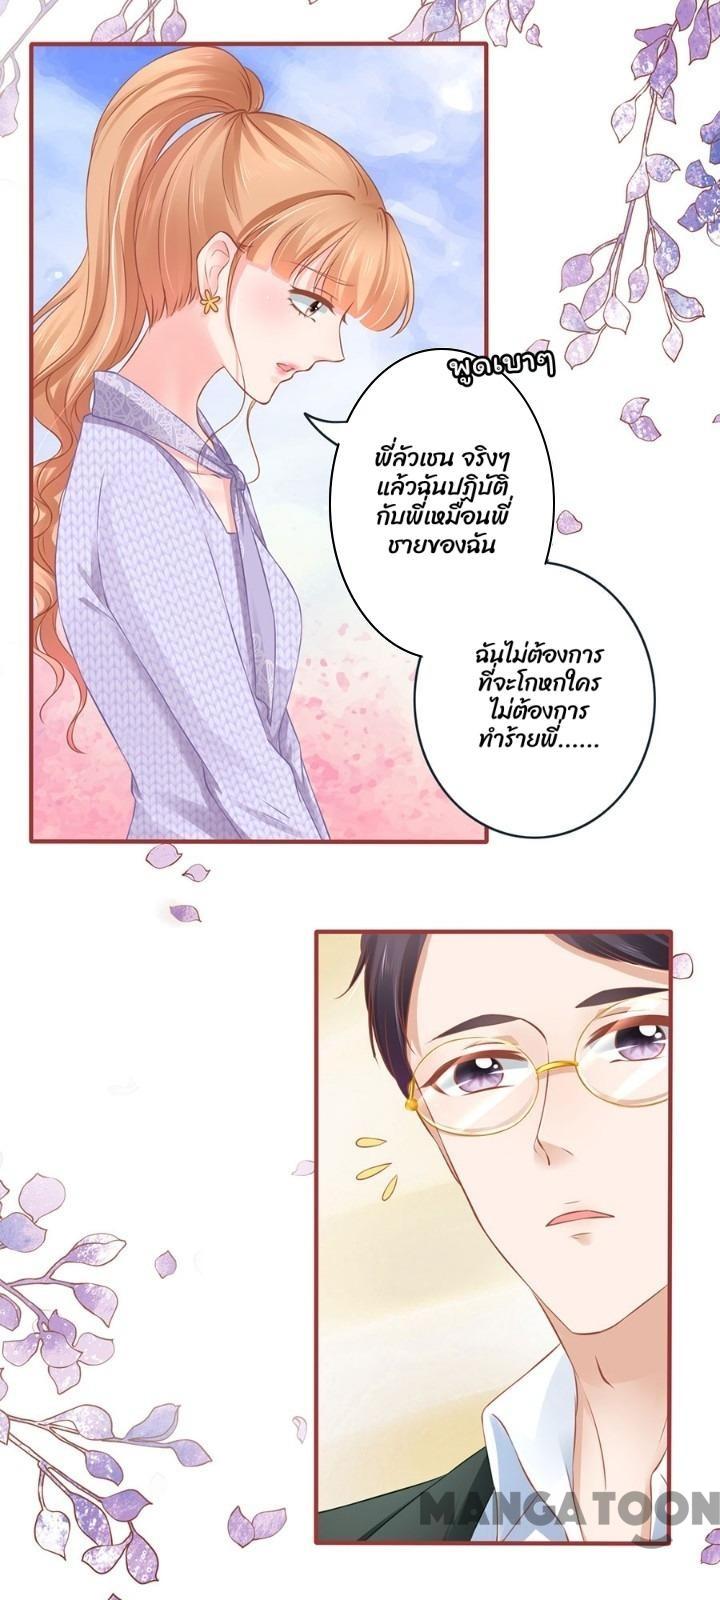 พูดเบาๆ
พี่ลัวเชน จริงๆ
แล้วฉันปฏิบัติ
กับพี่เหมือนพี่
ชายของฉัน
ฉันไม่ต้องการ
ที่จะโกหกใคร
ไม่ต้องการ
ทำร้ายพี่......
MANGATOON